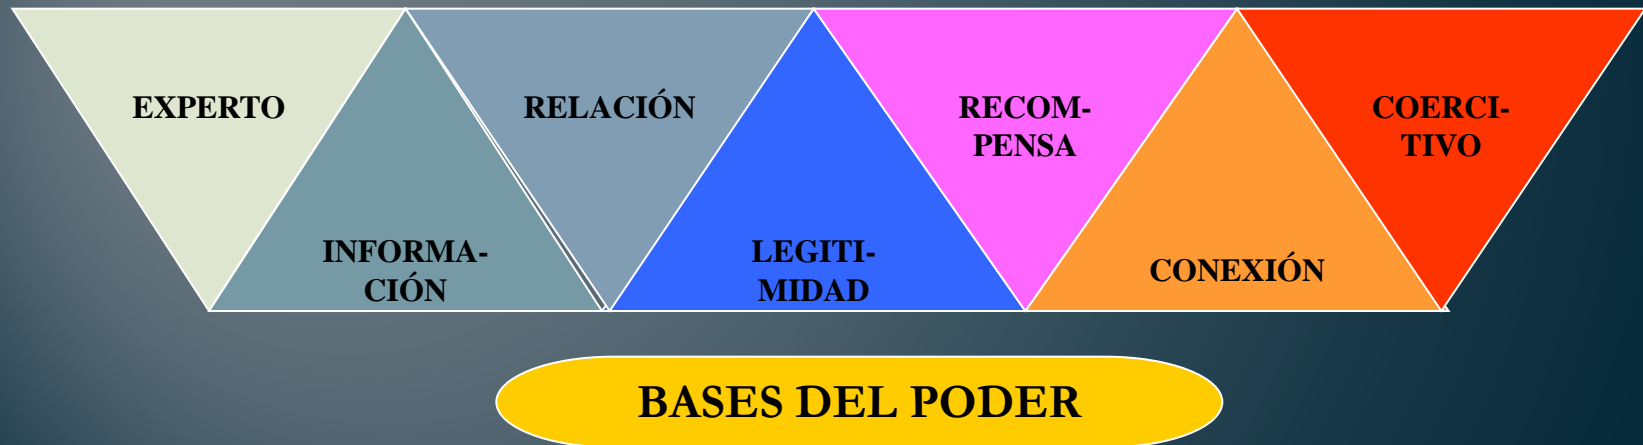 EXPERTO
INFORMA-
CIÓN
RELACIÓN
LEGITI-
MIDAD
RECOM-
PENSA
CONEXIÓN
COERCI-
TIVO
BASES DEL PODER